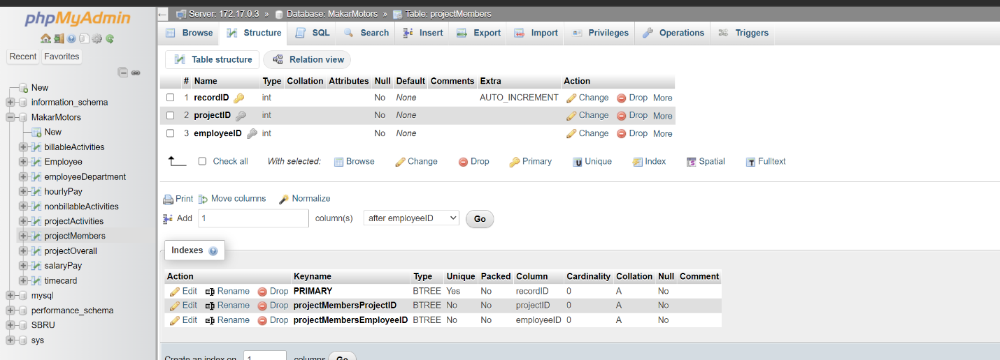 phpMyAdmin
Server: 172.17.0.3 » Database: MakarMotors » Table: projectMembers
Browse Structure SQL Search Insert Export Import Privileges Operations Triggers
Recent Favorites
New
information_schema
MakarMotors
New
billableActivities
Employee
employeeDepartment
hourlyPay
nonbillableActivities
projectActivities
projectMembers
projectOverall
salaryPay
timecard
mysql
performance_schema
SBRU
sys
Table structure Relation view
# Name Type Collation Attributes Null Default Comments Extra Action
1 recordID int No None AUTO_INCREMENT Change Drop More
2 projectID int No None Change Drop More
3 employeeID int No None Change Drop More
Check all With selected: Browse Change Drop Primary Unique Index Spatial Fulltext
Print Move columns Normalize
Add 1 column(s) after employeeID Go
Indexes
Action Keyname Type Unique Packed Column Cardinality Collation Null Comment
Edit Rename Drop PRIMARY BTREE Yes No recordID 0 A No
Edit Rename Drop projectMembersProjectID BTREE No No projectID 0 A No
Edit Rename Drop projectMembersEmployeeID BTREE No No employeeID 0 A No
Create an index on 1 columns Go